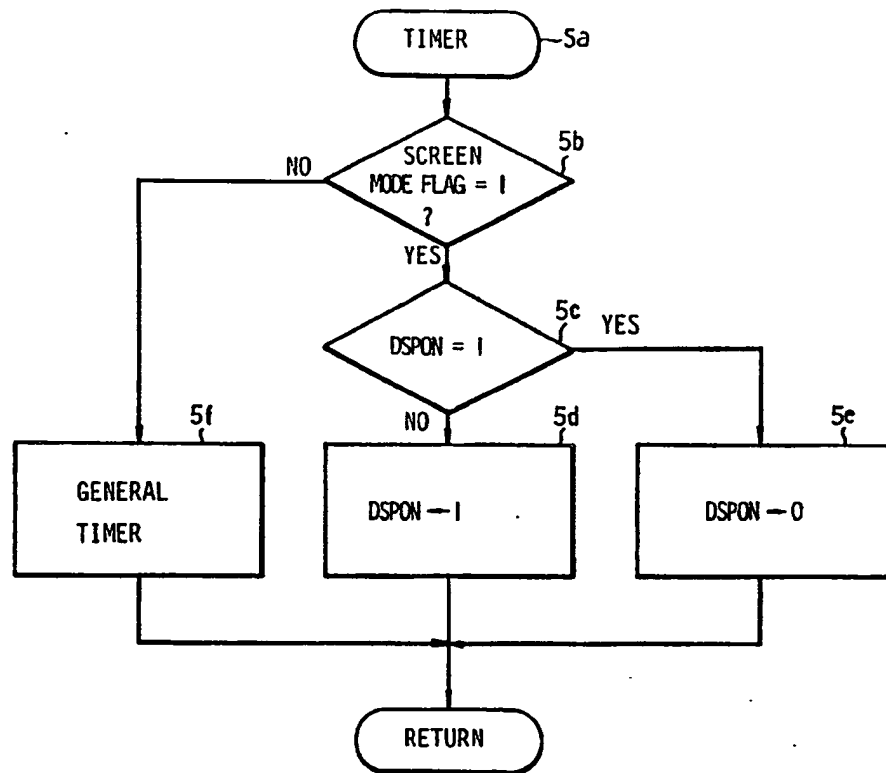 TIMER
5a
5b
SCREEN
MODE FLAG = 1
?
NO
YES
5c
DSPON = 1
YES
NO
5f
5d
5e
GENERAL
TIMER
DSPON ← 1
DSPON ← 0
RETURN